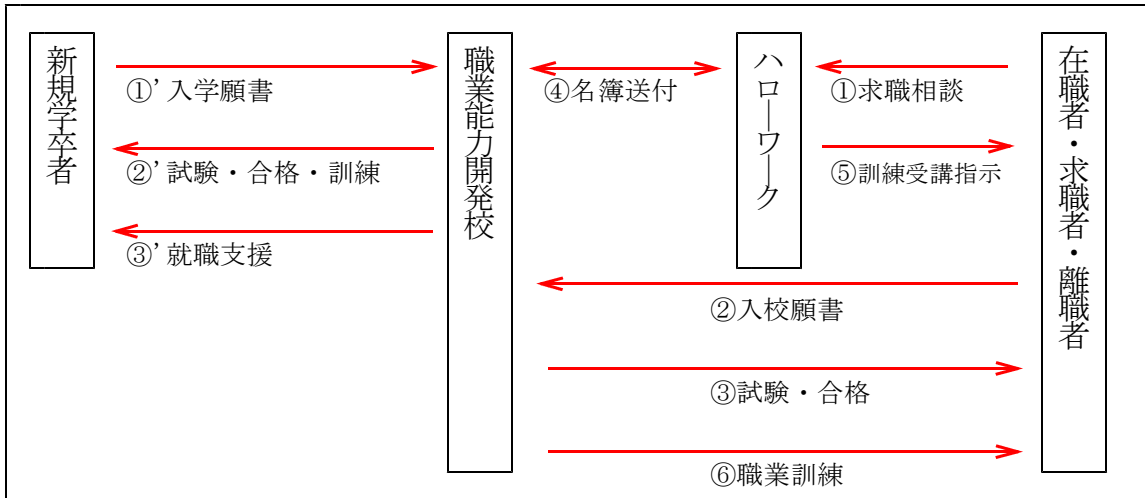 新規学卒者
①’入学願書
②’試験・合格・訓練
③’就職支援
職業能力開発校
④名簿送付
ハローワーク
①求職相談
⑤訓練受講指示
②入校願書
③試験・合格
⑥職業訓練
在職者・求職者・離職者